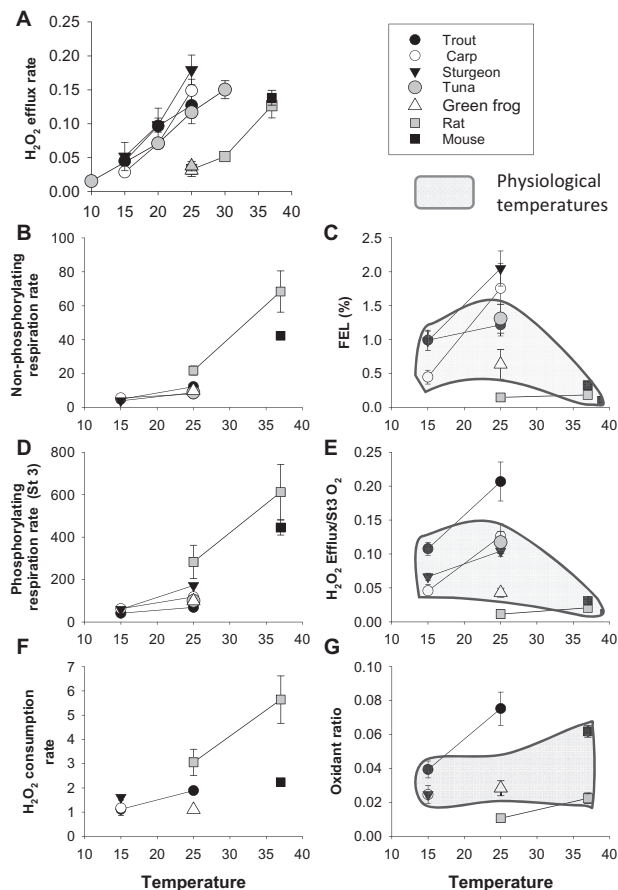 A
H₂O₂ efflux rate
0.20
0.15
0.10
0.05
0.00
10 15 20 25 30 35 40
Trout
Carp
Sturgeon
Tuna
Green frog
Rat
Mouse
Physiological
temperatures
B
Non-phosphorylating
respiration rate
100
80
60
40
20
0
10 15 20 25 30 35 40
C
FEL (%)
2.5
2.0
1.5
1.0
0.5
0.0
10 15 20 25 30 35 40
D
Phosphorylating
respiration rate (St 3)
800
600
400
200
0
10 15 20 25 30 35 40
E
H₂O₂ Efflux/St3 O₂
0.25
0.20
0.15
0.10
0.05
0.00
10 15 20 25 30 35 40
F
H₂O₂ consumption
rate
7
6
5
4
3
2
1
0
10 15 20 25 30 35 40
Temperature
G
Oxidant ratio
0.10
0.08
0.06
0.04
0.02
0.00
10 15 20 25 30 35 40
Temperature